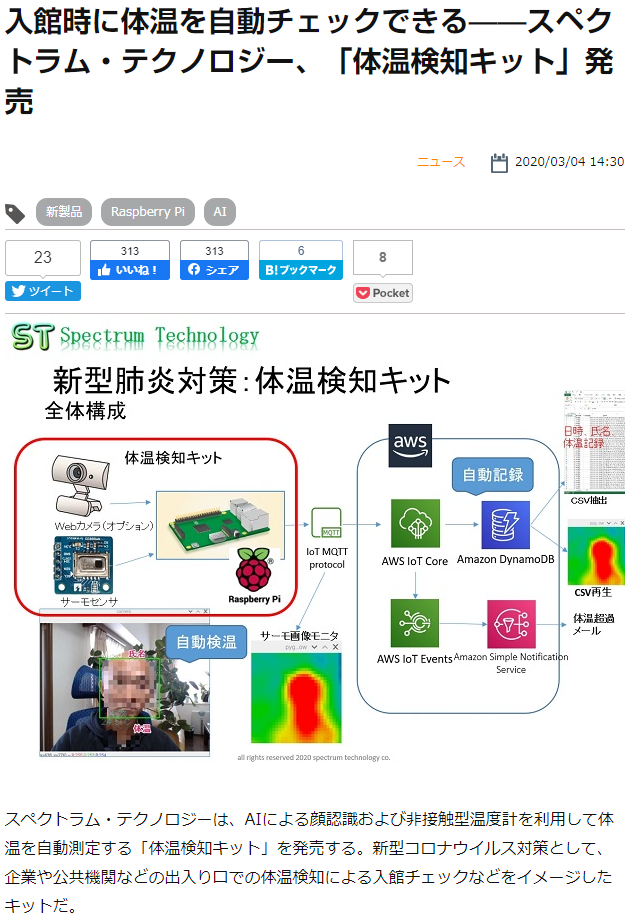 入館時に体温を自動チェックできる――スペク
トラム・テクノロジー、「体温検知キット」発
売
ニュース 2020/03/04 14:30
新製品 Raspberry Pi AI
23 313 313 6 8
ツイート いいね！ シェア B!ブックマーク Pocket
ST Spectrum Technology
新型肺炎対策：体温検知キット
全体構成
体温検知キット
Webカメラ（オプション）
サーモセンサ
Raspberry Pi
MQTT
IoT MQTT
protocol
aws
自動記録
AWS IoT Core
Amazon DynamoDB
AWS IoT Events
Amazon Simple Notification
Service
日時、氏名
体温記録
CSV抽出
CSV再生
体温超過
メール
自動検温
氏名
体温
サーモ画像モニタ
pyg...ow
all rights reserved 2020 spectrum technology co.
スペクトラム・テクノロジーは、AIによる顔認識および非接触型温度計を利用して体
温を自動測定する「体温検知キット」を発売する。新型コロナウイルス対策として、
企業や公共機関などの出入り口での体温検知による入館チェックなどをイメージした
キットだ。